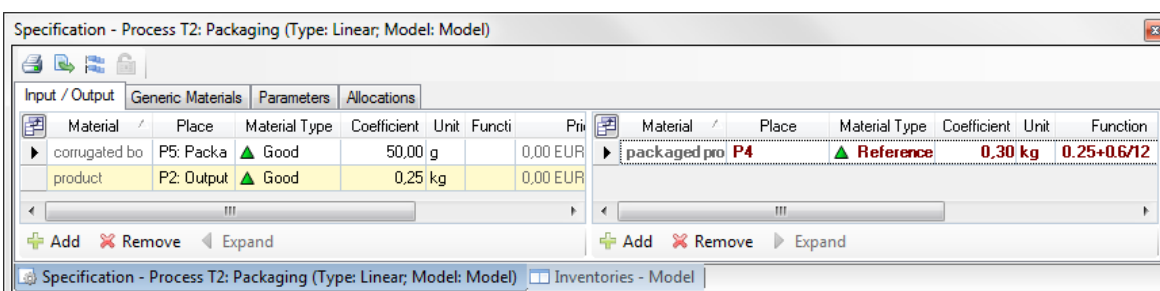 Specification - Process T2: Packaging (Type: Linear; Model: Model)
Input / Output Generic Materials Parameters Allocations
Material Place Material Type Coefficient Unit Functi Pri Material Place Material Type Coefficient Unit Function
corrugated bo P5: Packa Good 50,00 g 0,00 EUR packaged pro P4 Reference 0,30 kg 0.25+0.6/12
product P2: Output Good 0,25 kg 0,00 EUR
Add Remove Expand Add Remove Expand
Specification - Process T2: Packaging (Type: Linear; Model: Model) Inventories - Model